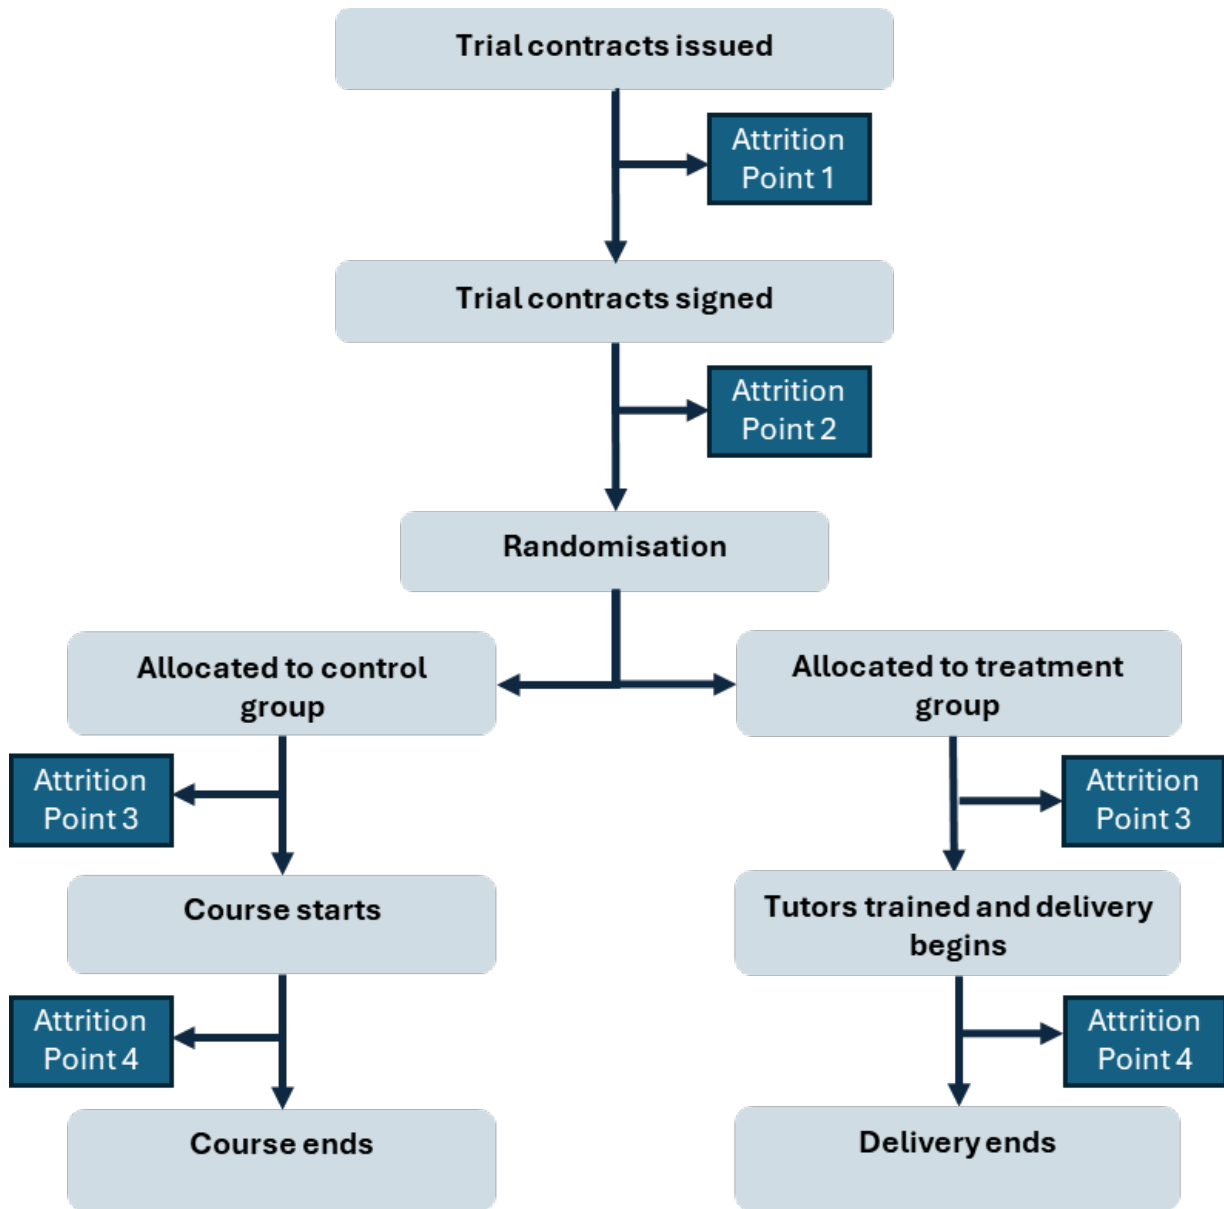 Trial contracts issued
Attrition
Point 1
Trial contracts signed
Attrition
Point 2
Randomisation
Allocated to control
group
Allocated to treatment
group
Attrition
Point 3
Attrition
Point 3
Course starts
Tutors trained and delivery
begins
Attrition
Point 4
Attrition
Point 4
Course ends
Delivery ends